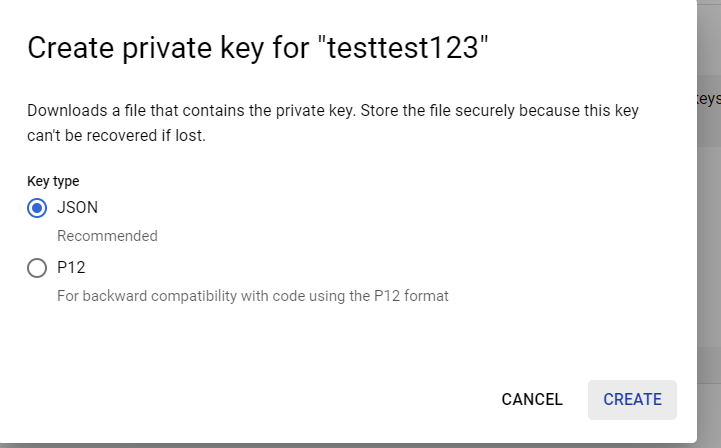 Create private key for "testtest123"
Downloads a file that contains the private key. Store the file securely because this key
can't be recovered if lost.
Key type
JSON
Recommended
P12
For backward compatibility with code using the P12 format
CANCEL
CREATE